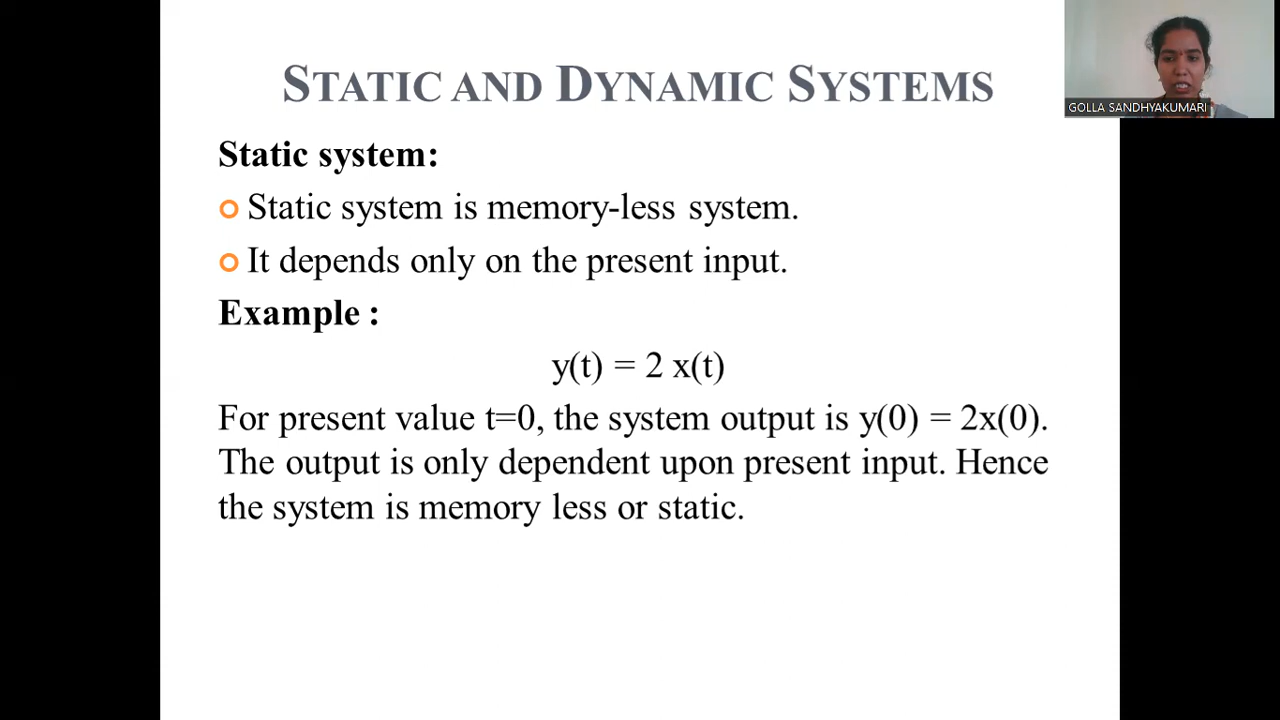 STATIC AND DYNAMIC SYSTEMS
GOLLA SANDHYAKUMARI
Static system:
Static system is memory-less system.
It depends only on the present input.
Example :
y(t) = 2 x(t)
For present value t=0, the system output is y(0) = 2x(0).
The output is only dependent upon present input. Hence
the system is memory less or static.